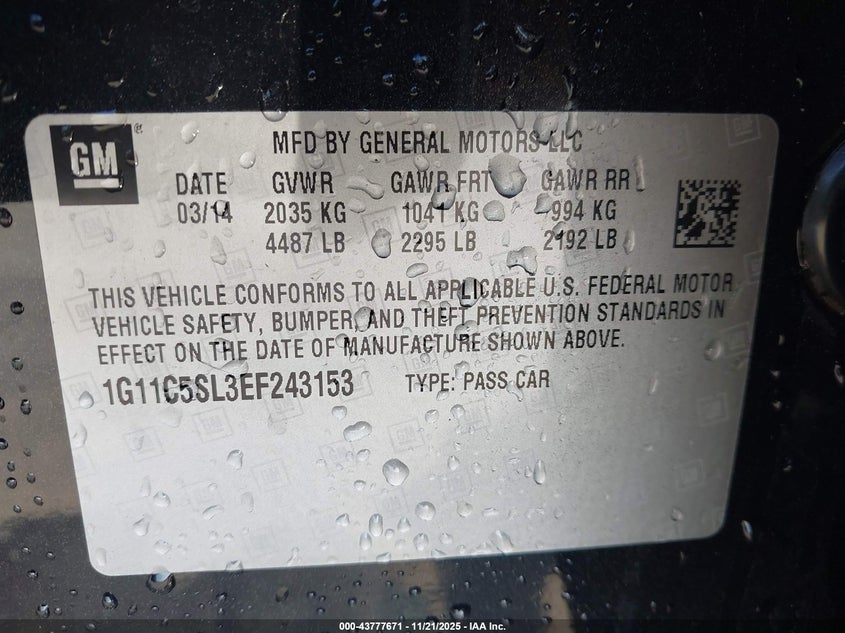 GM
MFD BY GENERAL MOTORS LLC
DATE GVWR GAWR FRT GAWR RR
03/14 2035 KG 1041 KG 994 KG
4487 LB 2295 LB 2192 LB
THIS VEHICLE CONFORMS TO ALL APPLICABLE U.S. FEDERAL MOTOR
VEHICLE SAFETY, BUMPER, AND THEFT PREVENTION STANDARDS IN
EFFECT ON THE DATE OF MANUFACTURE SHOWN ABOVE.
1G11C5SL3EF243153 TYPE: PASS CAR
000-43777671 - 11/21/2025 - IAA Inc.